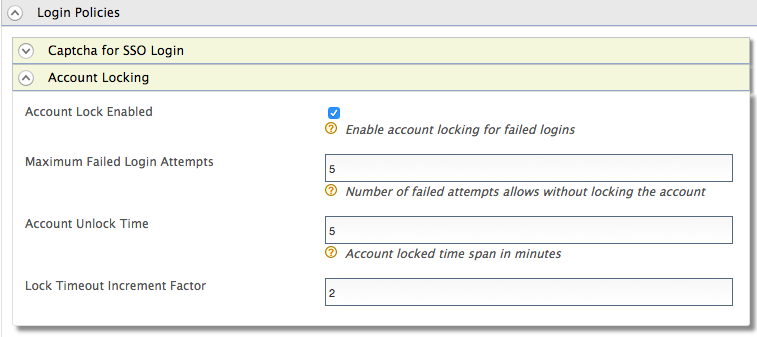 Login Policies
Captcha for SSO Login
Account Locking
Account Lock Enabled
? Enable account locking for failed logins
Maximum Failed Login Attempts
5
? Number of failed attempts allows without locking the account
Account Unlock Time
5
? Account locked time span in minutes
Lock Timeout Increment Factor
2